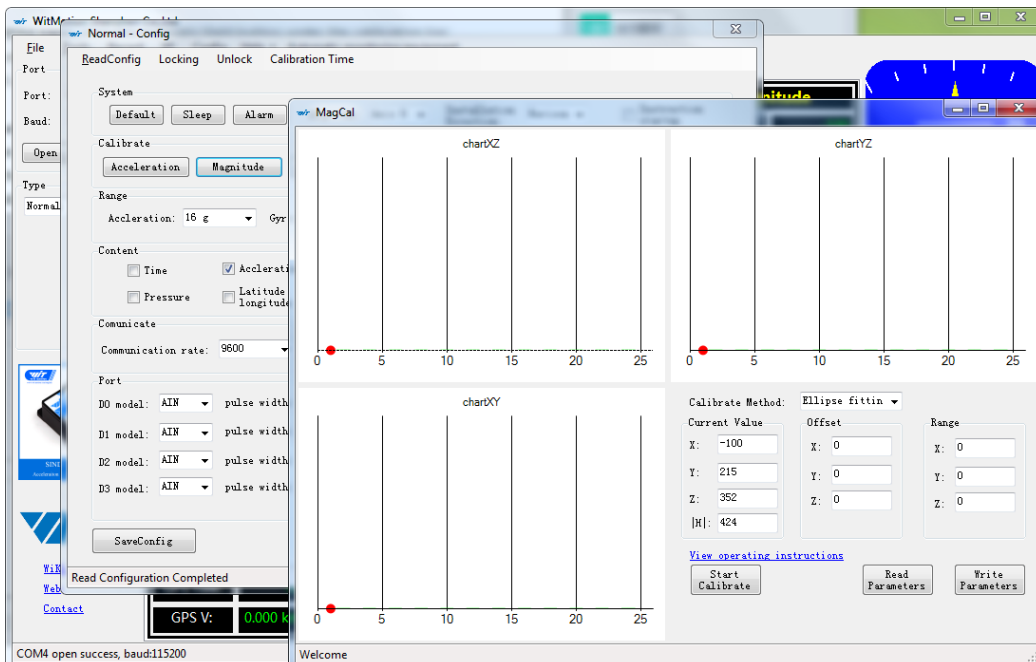 WitMotion Shenzhen Co.,Ltd
File
Port
Port:
Baud:
Open
Type
Normal
Contact
GPS V: 0.000 k
COM4 open success, baud:115200
Normal - Config
ReadConfig Locking Unlock Calibration Time
System
Default Sleep Alarm
Calibrate
Acceleration Magnitude
Range
Accleration: 16 g Gyr
Content
Time Acclerati
Pressure Latitude
longitude
Comunicate
Communication rate: 9600
Port
D0 model: AIN pulse width
D1 model: AIN pulse width
D2 model: AIN pulse width
D3 model: AIN pulse width
SaveConfig
Read Configuration Completed
MagCal
chartXZ
0 5 10 15 20 25
chartYZ
0 5 10 15 20 25
chartXY
0 5 10 15 20 25
Calibrate Method: Ellipse fittin
Current Value
X: -100
Y: 215
Z: 352
|H|: 424
Offset
X: 0
Y: 0
Z: 0
Range
X: 0
Y: 0
Z: 0
View operating instructions
Start
Calibrate
Read
Parameters
Write
Parameters
Welcome